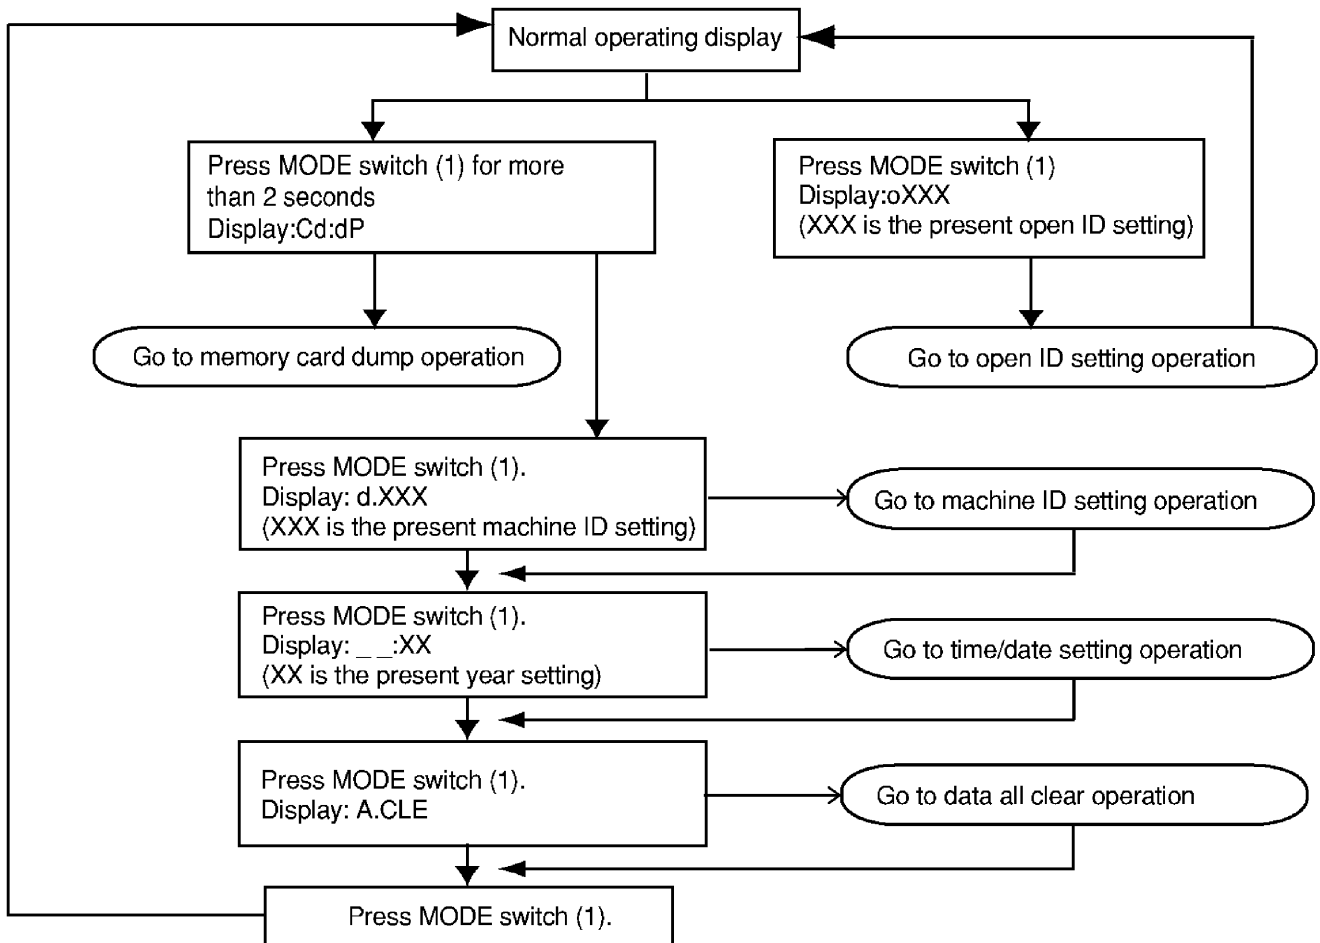 Normal operating display
Press MODE switch (1) for more
than 2 seconds
Display:Cd:dP
Press MODE switch (1)
Display:oXXX
(XXX is the present open ID setting)
Go to memory card dump operation
Go to open ID setting operation
Press MODE switch (1).
Display: d.XXX
(XXX is the present machine ID setting)
Go to machine ID setting operation
Press MODE switch (1).
Display: _ _:XX
(XX is the present year setting)
Go to time/date setting operation
Press MODE switch (1).
Display: A.CLE
Go to data all clear operation
Press MODE switch (1).